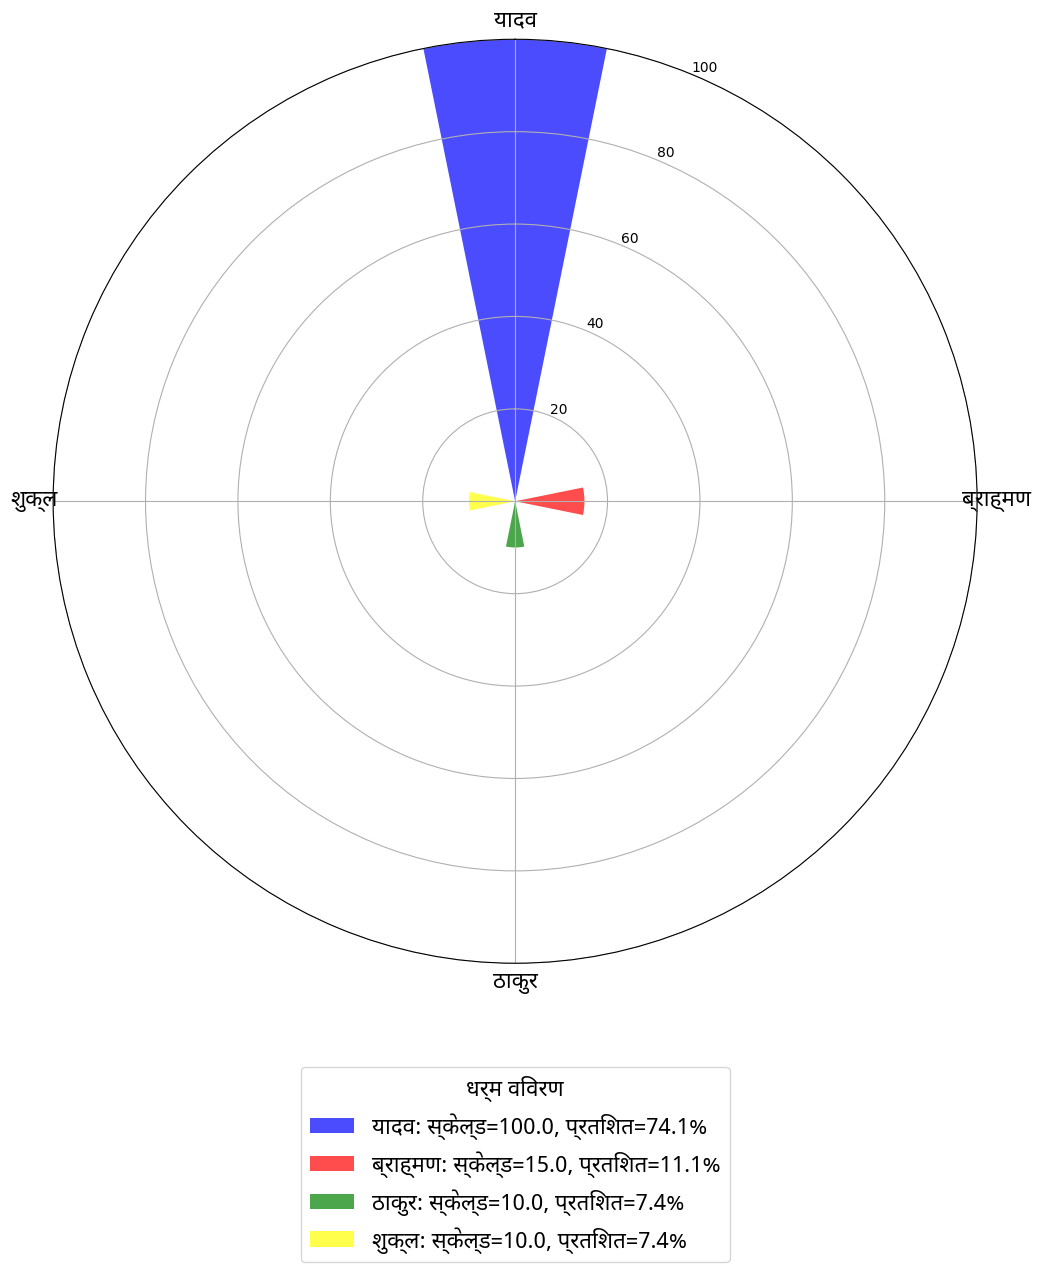 यादव
100
80
60
40
20
शुक्ल
ब्राह्मण
ठाकुर
धर्म विवरण
यादव: स्केल्ड=100.0, प्रतिशत=74.1%
ब्राह्मण: स्केल्ड=15.0, प्रतिशत=11.1%
ठाकुर: स्केल्ड=10.0, प्रतिशत=7.4%
शुक्ल: स्केल्ड=10.0, प्रतिशत=7.4%